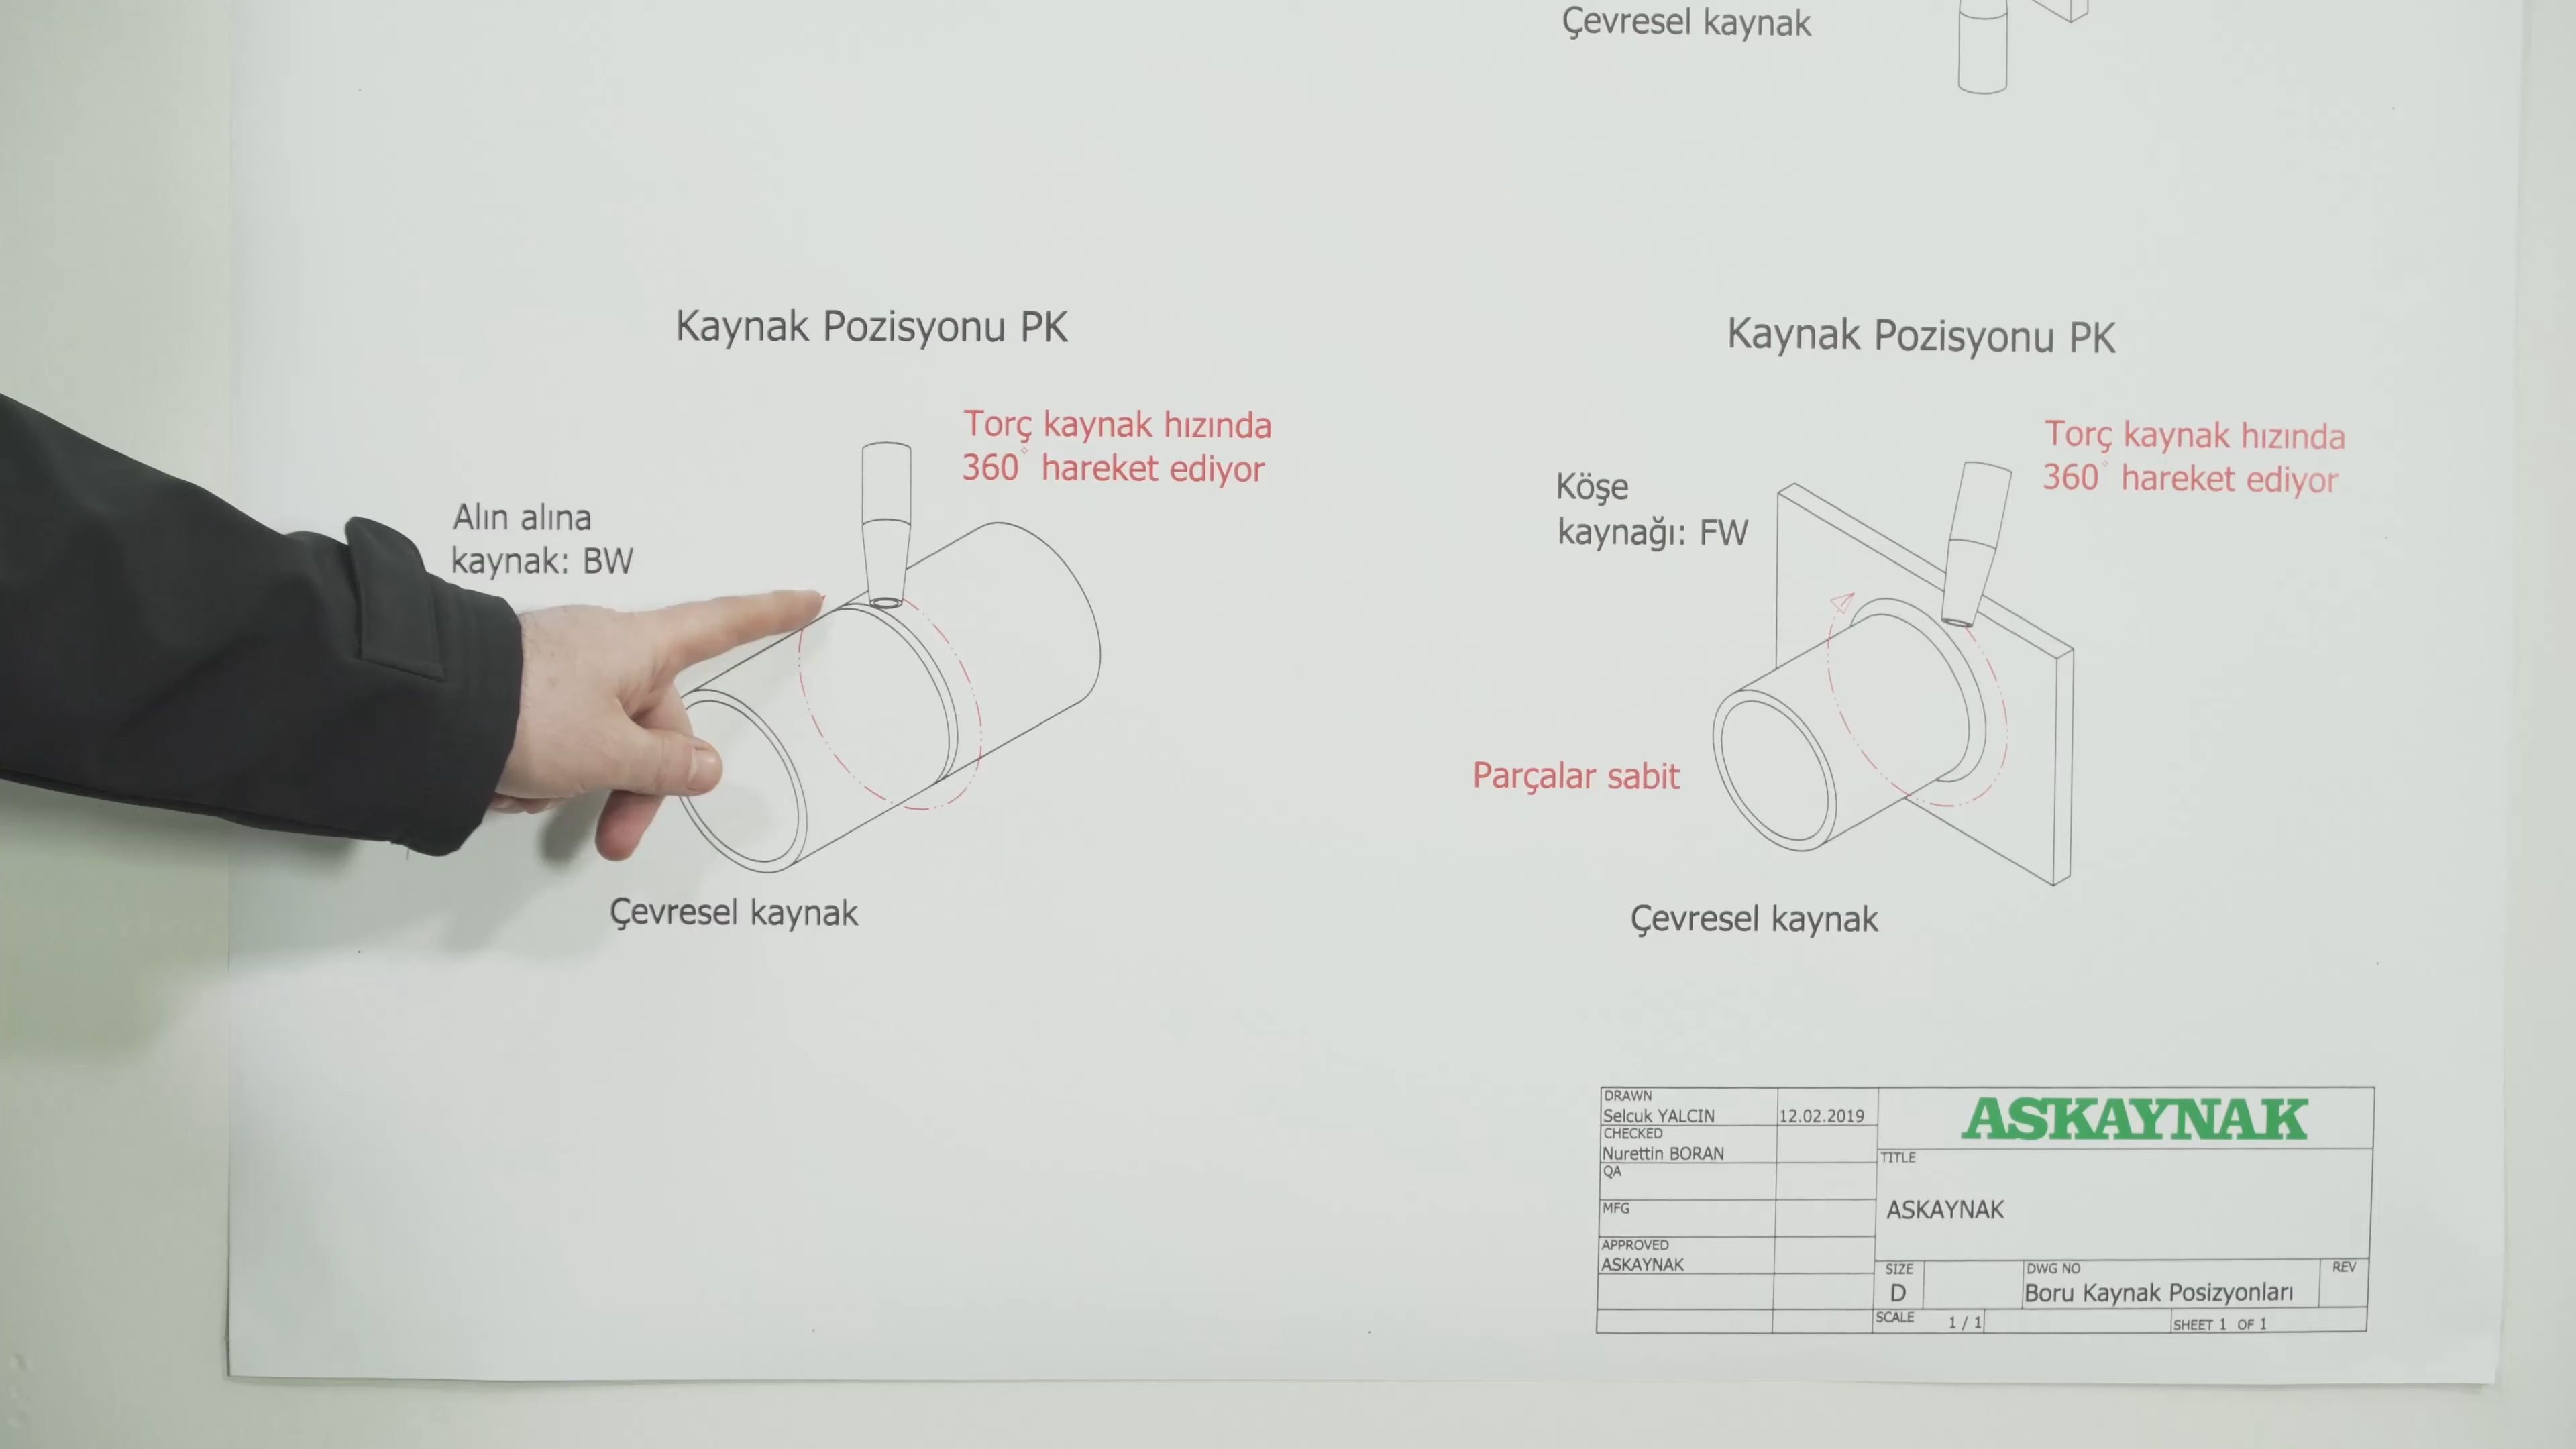 Çevresel kaynak
Kaynak Pozisyonu PK
Torç kaynak hızında
360° hareket ediyor
Alın alına
kaynak: BW
Çevresel kaynak
Kaynak Pozisyonu PK
Torç kaynak hızında
360° hareket ediyor
Köşe
kaynağı: FW
Parçalar sabit
Çevresel kaynak
DRAWN
Selcuk YALCIN 12.02.2019
CHECKED
Nurettin BORAN
QA
MFG
APPROVED
ASKAYNAK
ASKAYNAK
TITLE
ASKAYNAK
SIZE
D
DWG NO
Boru Kaynak Posizyonları
REV
SCALE 1 / 1
SHEET 1 OF 1